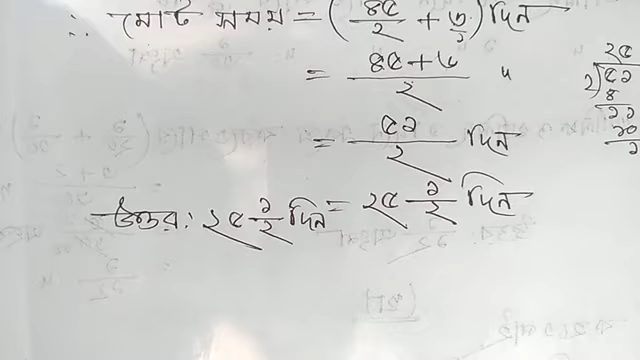 ∴ মোট সময় = (৪৫/২ + ৩/১) দিন
= ৪৫+৬/২ "
= ৫১/২ দিন
= ২৫ ১/২ দিন
উত্তর: ২৫ ১/২ দিন
২৫
২)৫১
৪
১১
১০
১